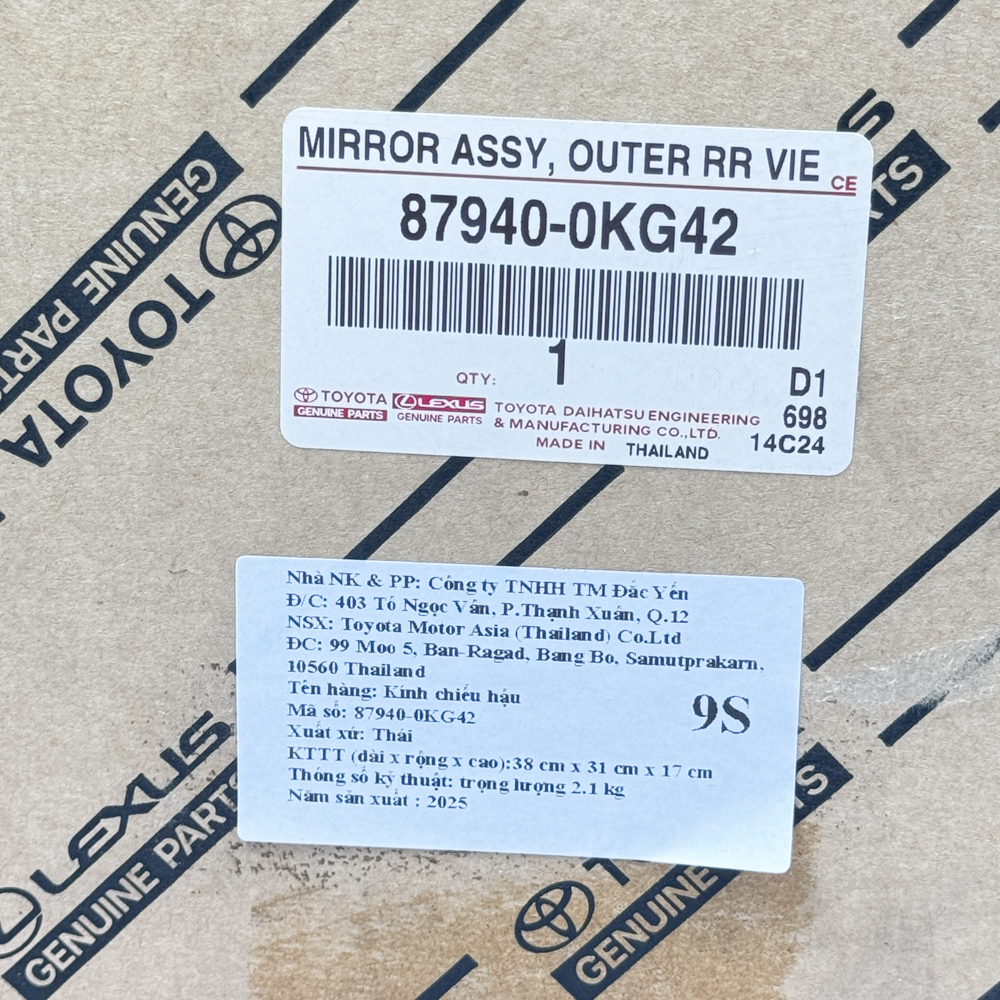 MIRROR ASSY, OUTER RR VIE
CE
87940-0KG42
QTY: 1
D1
698
14C24
TOYOTA
GENUINE PARTS
LEXUS
GENUINE PARTS
TOYOTA DAIHATSU ENGINEERING
& MANUFACTURING CO.,LTD.
MADE IN THAILAND
Nhà NK & PP: Công ty TNHH TM Đắc Yến
Đ/C: 403 Tô Ngọc Vân, P.Thạnh Xuân, Q.12
NSX: Toyota Motor Asia (Thailand) Co.Ltd
ĐC: 99 Moo 5, Ban-Ragad, Bang Bo, Samutprakarn,
10560 Thailand
Tên hàng: Kính chiếu hậu
Mã số: 87940-0KG42
Xuất xứ: Thái
KTTT (dài x rộng x cao):38 cm x 31 cm x 17 cm
Thông số kỹ thuật: trọng lượng 2.1 kg
Năm sản xuất : 2025
9S
GENUINE PARTS
TOYOTA
LEXUS
GENUINE PARTS
GENUINE